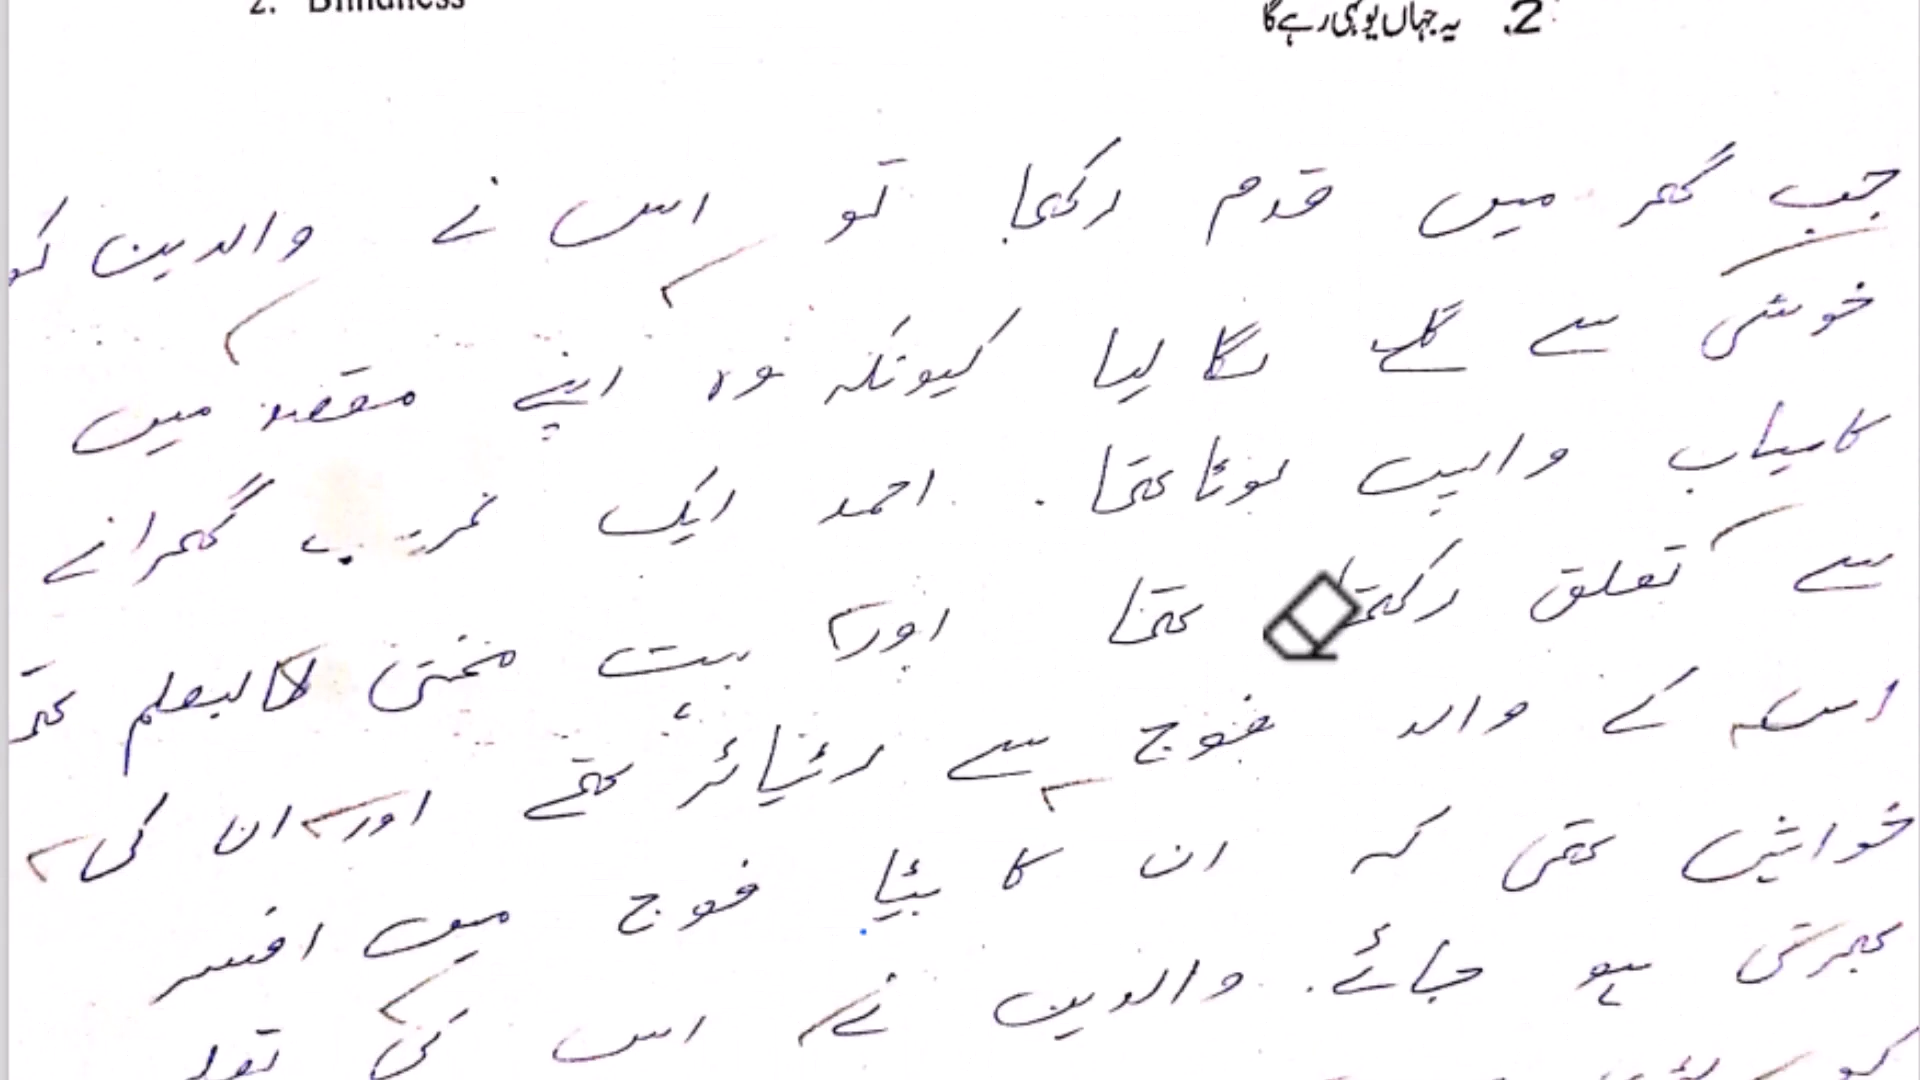 2. Blindness
2. یہ جہاں یونہی رہے گا
جب گھر میں قدم رکھا تو اس نے والدین کو
خوشی سے گلے لگا لیا کیونکہ وہ اپنے مقصد میں
کامیاب واپس لوٹا تھا۔ احمد ایک غریب گھرانے
سے تعلق رکھتا تھا اور بہت محنتی طالبعلم تھا
اس کے والد فوج سے ریٹائر تھے اور ان کی
خواہش تھی کہ ان کا بیٹا فوج میں افسر
بھرتی ہو جائے۔ والدین نے اس کی